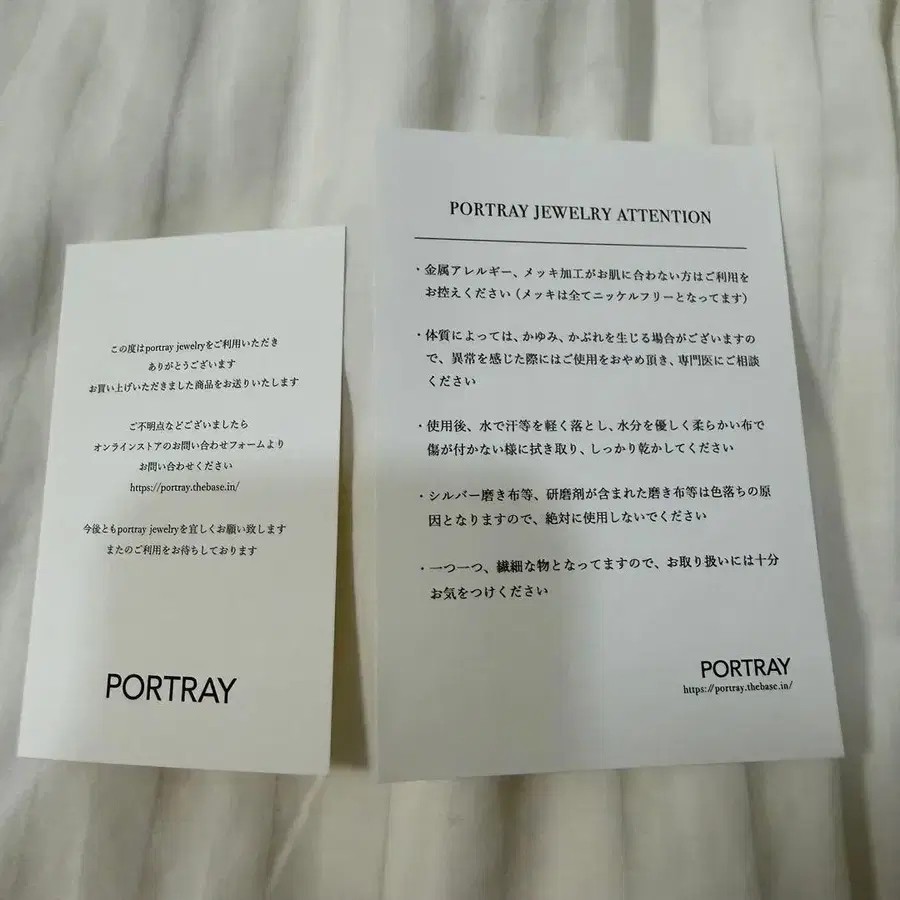 この度はportray jewelryをご利用いただき
ありがとうございます
お買い上げいただきました商品をお送りいたします
ご不明点などございましたら
オンラインストアのお問い合わせフォームより
お問い合わせください
https://portray.thebase.in/
今後ともportray jewelryを宜しくお願い致します
またのご利用をお待ちしております
PORTRAY
PORTRAY JEWELRY ATTENTION
・金属アレルギー、メッキ加工がお肌に合わない方はご利用を
お控えください（メッキは全てニッケルフリーとなってます）
・体質によっては、かゆみ、かぶれを生じる場合がございますの
で、異常を感じた際にはご使用をおやめ頂き、専門医にご相談
ください
・使用後、水で汗等を軽く落とし、水分を優しく柔らかい布で
傷が付かない様に拭き取り、しっかり乾かしてください
・シルバー磨き布等、研磨剤が含まれた磨き布等は色落ちの原
因となりますので、絶対に使用しないでください
・一つ一つ、繊細な物となってますので、お取り扱いには十分
お気をつけください
PORTRAY
https://portray.thebase.in/